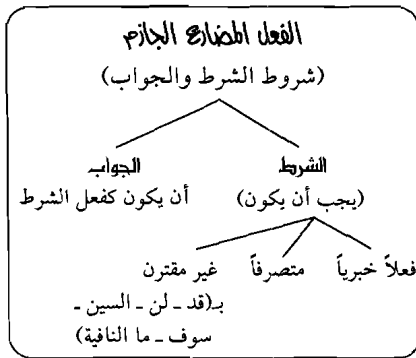 الفعل المضارع الجازم
(شروط الشرط والجواب)
الشرط
الجواب
(يجب أن يكون)
أن يكون كفعل الشرط
فعلاً خبرياً
متصرفاً
غير مقترن
بـ(قد ـ لن ـ السين ـ
سوف ـ ما النافية)